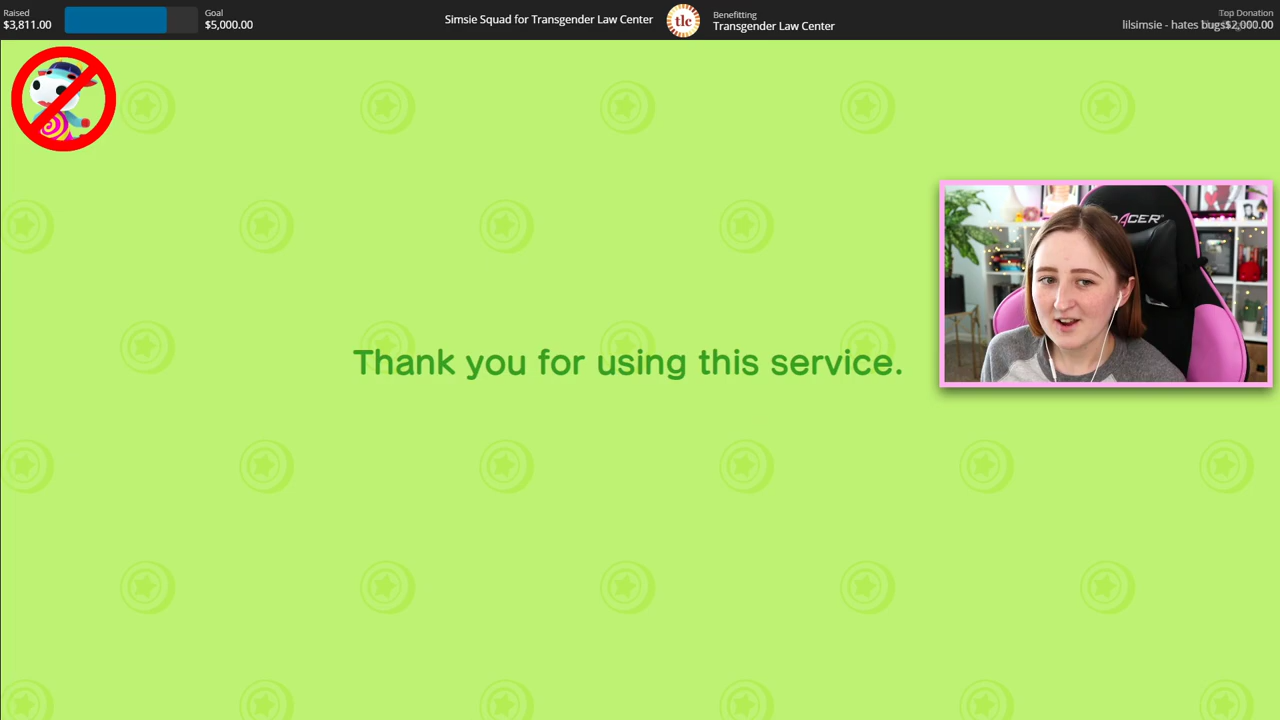 Raised
$3,811.00
Goal
$5,000.00
Simsie Squad for Transgender Law Center
tlc
Benefitting
Transgender Law Center
Top Donation
lilsimsie - hates bugs $2,000.00
Thank you for using this service.